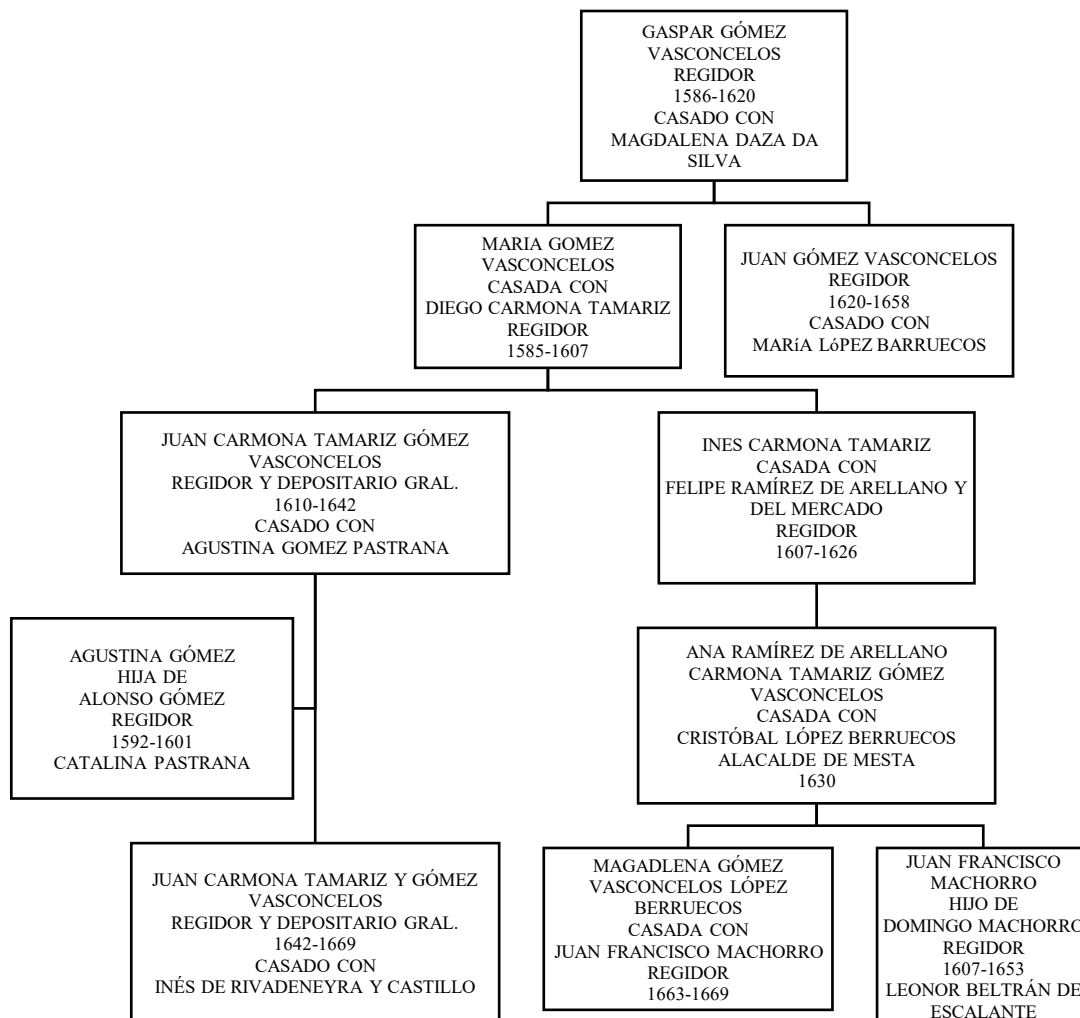 GASPAR GÓMEZ
VASCONCELOS
REGIDOR
1586-1620
CASADO CON
MAGDALENA DAZA DA
SILVA
MARIA GOMEZ
VASCONCELOS
CASADA CON
DIEGO CARMONA TAMARIZ
REGIDOR
1585-1607
JUAN GÓMEZ VASCONCELOS
REGIDOR
1620-1658
CASADO CON
MARíA LóPEZ BARRUECOS
JUAN CARMONA TAMARIZ GÓMEZ
VASCONCELOS
REGIDOR Y DEPOSITARIO GRAL.
1610-1642
CASADO CON
AGUSTINA GOMEZ PASTRANA
INES CARMONA TAMARIZ
CASADA CON
FELIPE RAMÍREZ DE ARELLANO Y
DEL MERCADO
REGIDOR
1607-1626
AGUSTINA GÓMEZ
HIJA DE
ALONSO GÓMEZ
REGIDOR
1592-1601
CATALINA PASTRANA
ANA RAMÍREZ DE ARELLANO
CARMONA TAMARIZ GÓMEZ
VASCONCELOS
CASADA CON
CRISTÓBAL LÓPEZ BERRUECOS
ALACALDE DE MESTA
1630
JUAN CARMONA TAMARIZ Y GÓMEZ
VASCONCELOS
REGIDOR Y DEPOSITARIO GRAL.
1642-1669
CASADO CON
INÉS DE RIVADENEYRA Y CASTILLO
MAGADLENA GÓMEZ
VASCONCELOS LÓPEZ
BERRUECOS
CASADA CON
JUAN FRANCISCO MACHORRO
REGIDOR
1663-1669
JUAN FRANCISCO
MACHORRO
HIJO DE
DOMINGO MACHORRO
REGIDOR
1607-1653
LEONOR BELTRÁN DE
ESCALANTE